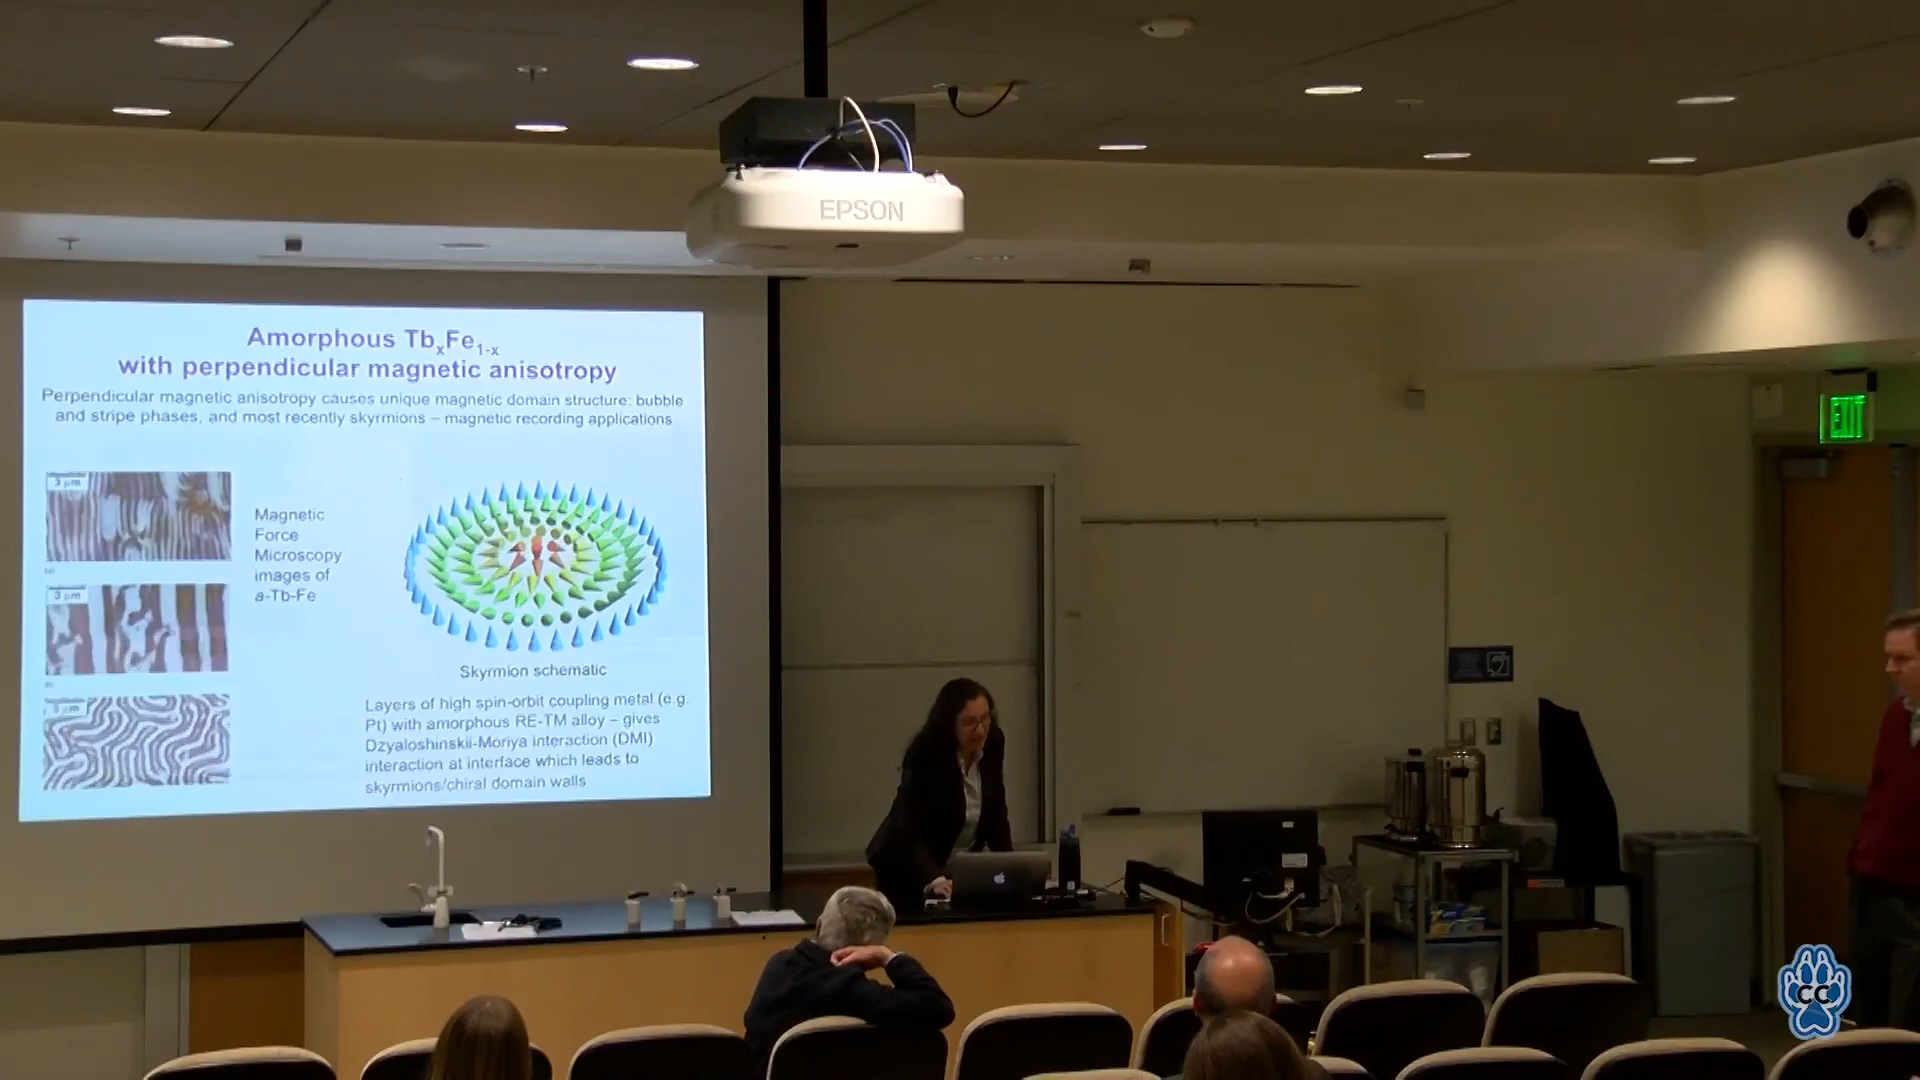 EPSON
Amorphous TbxFe1-x
with perpendicular magnetic anisotropy
Perpendicular magnetic anisotropy causes unique magnetic domain structure: bubble
and stripe phases, and most recently skyrmions – magnetic recording applications
3 µm
Magnetic
Force
Microscopy
images of
a-Tb-Fe
3 µm
3 µm
Skyrmion schematic
Layers of high spin-orbit coupling metal (e.g.
Pt) with amorphous RE-TM alloy – gives
Dzyaloshinskii-Moriya interaction (DMI)
interaction at interface which leads to
skyrmions/chiral domain walls
EXIT
CC